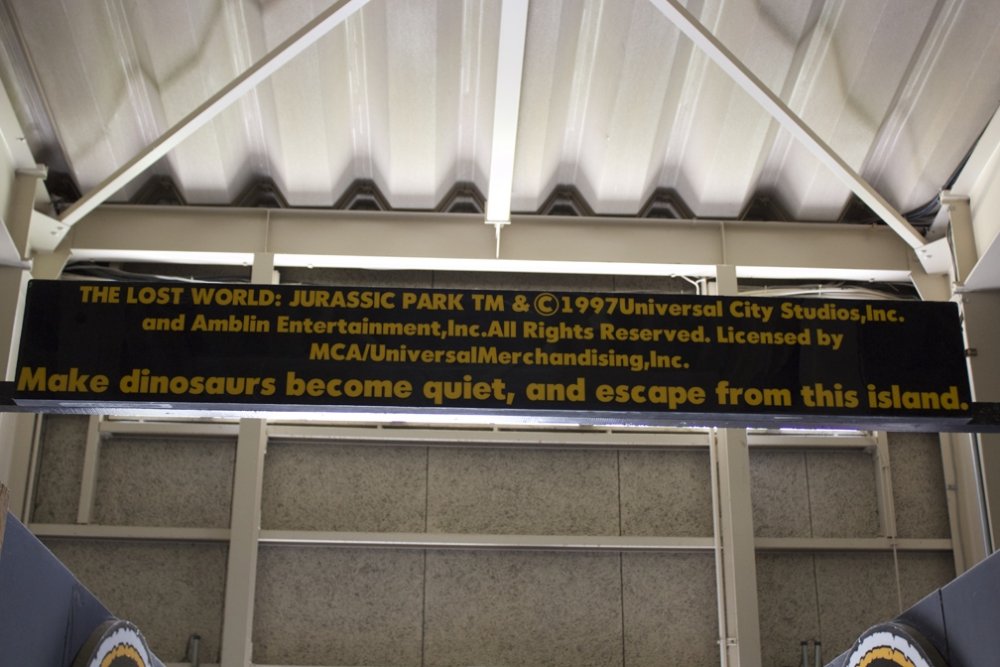 THE LOST WORLD: JURASSIC PARK TM & ©1997Universal City Studios,Inc.
and Amblin Entertainment,Inc.All Rights Reserved. Licensed by
MCA/UniversalMerchandising,Inc.
Make dinosaurs become quiet, and escape from this island.